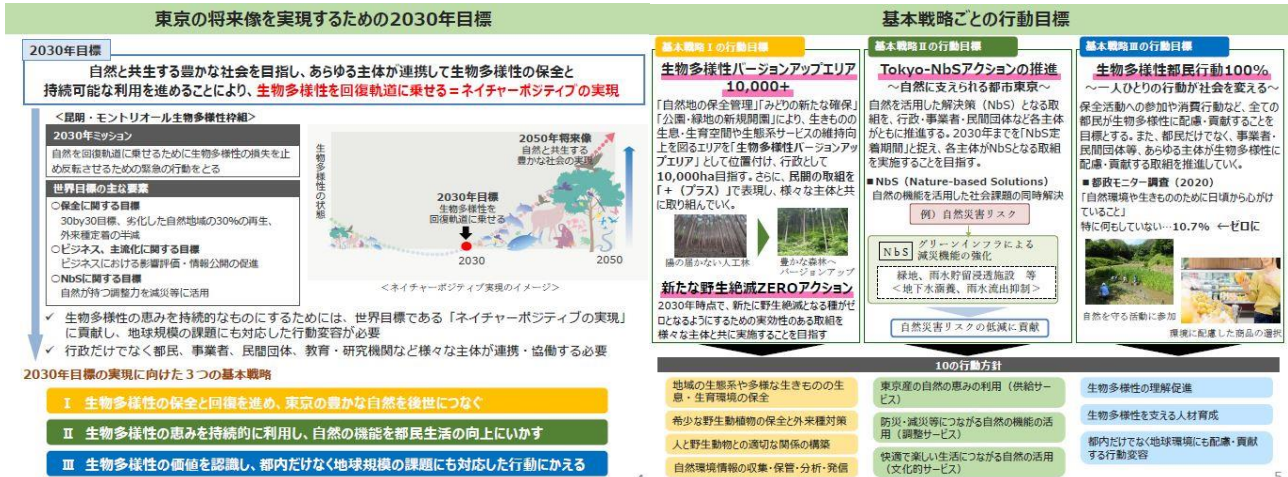 東京の将来像を実現するための2030年目標
2030年目標
自然と共生する豊かな社会を目指し、あらゆる主体が連携して生物多様性の保全と
持続可能な利用を進めることにより、生物多様性を回復軌道に乗せる＝ネイチャーポジティブの実現
＜昆明・モントリオール生物多様性枠組＞
2030年ミッション
自然を回復軌道に乗せるために生物多様性の損失を止
め反転させるための緊急の行動をとる
世界目標の主な要素
○保全に関する目標
30by30目標、劣化した自然地域の30%の再生、
外来種定着の半減
○ビジネス、主流化に関する目標
ビジネスにおける影響評価・情報公開の促進
○NbSに関する目標
自然が持つ調整力を減災等に活用
生物多様性の状態
2050年将来像
自然と共生する
豊かな社会の実現
2030年目標
生物多様性を
回復軌道に乗せる
2030
2050
＜ネイチャーポジティブ実現のイメージ＞
✓ 生物多様性の恵みを持続的なものにするためには、世界目標である「ネイチャーポジティブの実現」
に貢献し、地球規模の課題にも対応した行動変容が必要
✓ 行政だけでなく都民、事業者、民間団体、教育・研究機関など様々な主体が連携・協働する必要
2030年目標の実現に向けた３つの基本戦略
Ⅰ 生物多様性の保全と回復を進め、東京の豊かな自然を後世につなぐ
Ⅱ 生物多様性の恵みを持続的に利用し、自然の機能を都民生活の向上にいかす
Ⅲ 生物多様性の価値を認識し、都内だけなく地球規模の課題にも対応した行動にかえる
基本戦略ごとの行動目標
基本戦略Ⅰの行動目標
生物多様性バージョンアップエリア
10,000+
「自然地の保全管理」「みどりの新たな確保」
「公園・緑地の新規開園」により、生きものの
生息・生育空間や生態系サービスの維持向
上を図るエリアを「生物多様性バージョンアッ
プエリア」として位置付け、行政として
10,000ha目指す。さらに、民間の取組を
「+（プラス）」で表現し、様々な主体と共
に取り組んでいく。
陽の届かない人工林
豊かな森林へ
バージョンアップ
新たな野生絶滅ZEROアクション
2030年時点で、新たに野生絶滅となる種がゼ
ロとなるようにするための実効性のある取組を
様々な主体と共に実施することを目指す
基本戦略Ⅱの行動目標
Tokyo-NbSアクションの推進
～自然に支えられる都市東京～
自然を活用した解決策（NbS）となる取
組を、行政・事業者・民間団体など各主体
がともに推進する。2030年までを「NbS定
着期間」と捉え、各主体がNbSとなる取組
を実施することを目指す。
■NbS（Nature-based Solutions）
自然の機能を活用した社会課題の同時解決
例）自然災害リスク
NbS
グリーンインフラによる
減災機能の強化
緑地、雨水貯留浸透施設 等
＜地下水涵養、雨水流出抑制＞
自然災害リスクの低減に貢献
基本戦略Ⅲの行動目標
生物多様性都民行動100%
～一人ひとりの行動が社会を変える～
保全活動への参加や消費行動など、全ての
都民が生物多様性に配慮・貢献することを
目標とする。また、都民だけでなく、事業者・
民間団体等、あらゆる主体が生物多様性に
配慮・貢献する取組を推進していく。
■都政モニター調査（2020）
「自然環境や生きもののために日頃から心がけ
ていること」
特に何もしていない…10.7% ←ゼロに
自然を守る活動に参加
環境に配慮した商品の選択
10の行動方針
地域の生態系や多様な生きものの生
息・生育環境の保全
希少な野生動植物の保全と外来種対策
人と野生動物との適切な関係の構築
自然環境情報の収集・保管・分析・発信
東京産の自然の恵みの利用（供給サー
ビス）
防災・減災等につながる自然の機能の活
用（調整サービス）
快適で楽しい生活につながる自然の活用
（文化的サービス）
生物多様性の理解促進
生物多様性を支える人材育成
都内だけでなく地球環境にも配慮・貢献
する行動変容
5